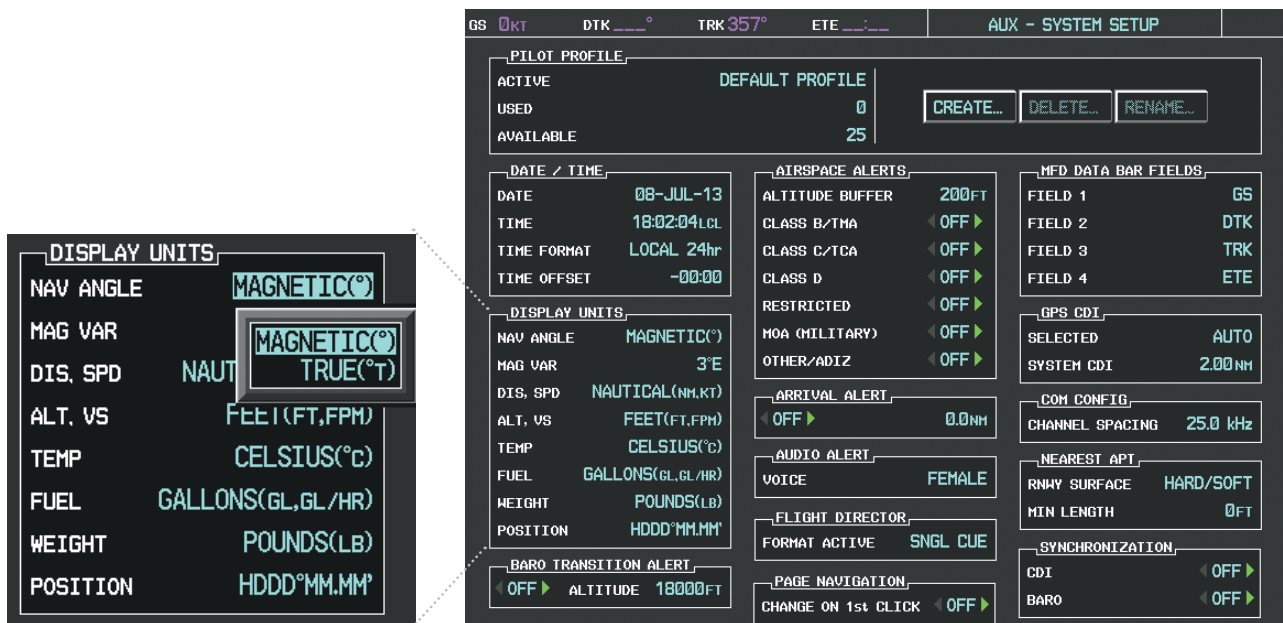 GS 0KT DTK___° TRK 357° ETE __:__ AUX - SYSTEM SETUP
PILOT PROFILE
ACTIVE DEFAULT PROFILE
USED 0
AVAILABLE 25
CREATE... DELETE... RENAME...
DATE / TIME
DATE 08-JUL-13
TIME 18:02:04LCL
TIME FORMAT LOCAL 24hr
TIME OFFSET -00:00
DISPLAY UNITS
NAV ANGLE MAGNETIC(°)
MAG VAR 3°E
DIS, SPD NAUTICAL(NM,KT)
ALT, VS FEET(FT,FPM)
TEMP CELSIUS(°C)
FUEL GALLONS(GL,GL/HR)
WEIGHT POUNDS(LB)
POSITION HDDD°MM.MM'
BARO TRANSITION ALERT
OFF ALTITUDE 18000FT
AIRSPACE ALERTS
ALTITUDE BUFFER 200FT
CLASS B/TMA OFF
CLASS C/TCA OFF
CLASS D OFF
RESTRICTED OFF
MOA (MILITARY) OFF
OTHER/ADIZ OFF
ARRIVAL ALERT
OFF 0.0NM
AUDIO ALERT
VOICE FEMALE
FLIGHT DIRECTOR
FORMAT ACTIVE SNGL CUE
PAGE NAVIGATION
CHANGE ON 1st CLICK OFF
MFD DATA BAR FIELDS
FIELD 1 GS
FIELD 2 DTK
FIELD 3 TRK
FIELD 4 ETE
GPS CDI
SELECTED AUTO
SYSTEM CDI 2.00NM
COM CONFIG
CHANNEL SPACING 25.0 kHz
NEAREST APT
RNWY SURFACE HARD/SOFT
MIN LENGTH 0FT
SYNCHRONIZATION
CDI OFF
BARO OFF
DISPLAY UNITS
NAV ANGLE MAGNETIC(°)
MAG VAR MAGNETIC(°)
DIS, SPD NAUT TRUE(°T)
ALT, VS FEET(FT,FPM)
TEMP CELSIUS(°C)
FUEL GALLONS(GL,GL/HR)
WEIGHT POUNDS(LB)
POSITION HDDD°MM.MM'